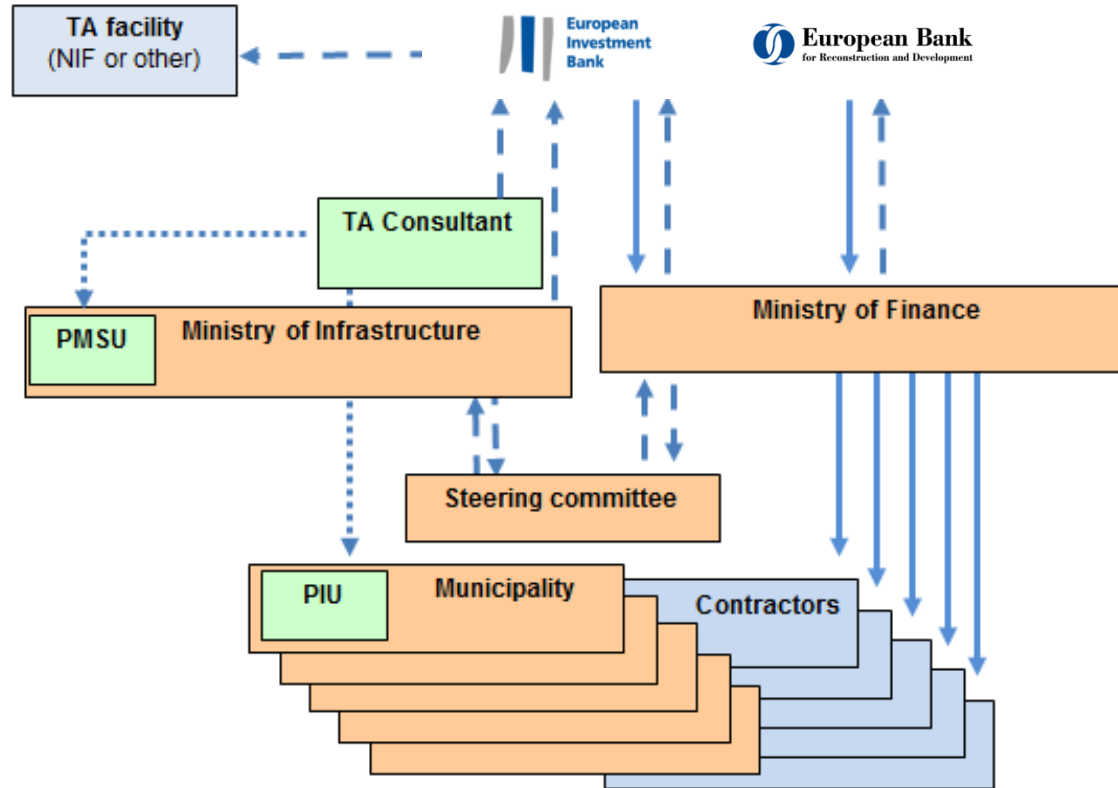 TA facility
(NIF or other)
European
Investment
Bank
European Bank
for Reconstruction and Development
TA Consultant
PMSU
Ministry of Infrastructure
Ministry of Finance
Steering committee
PIU
Municipality
Contractors